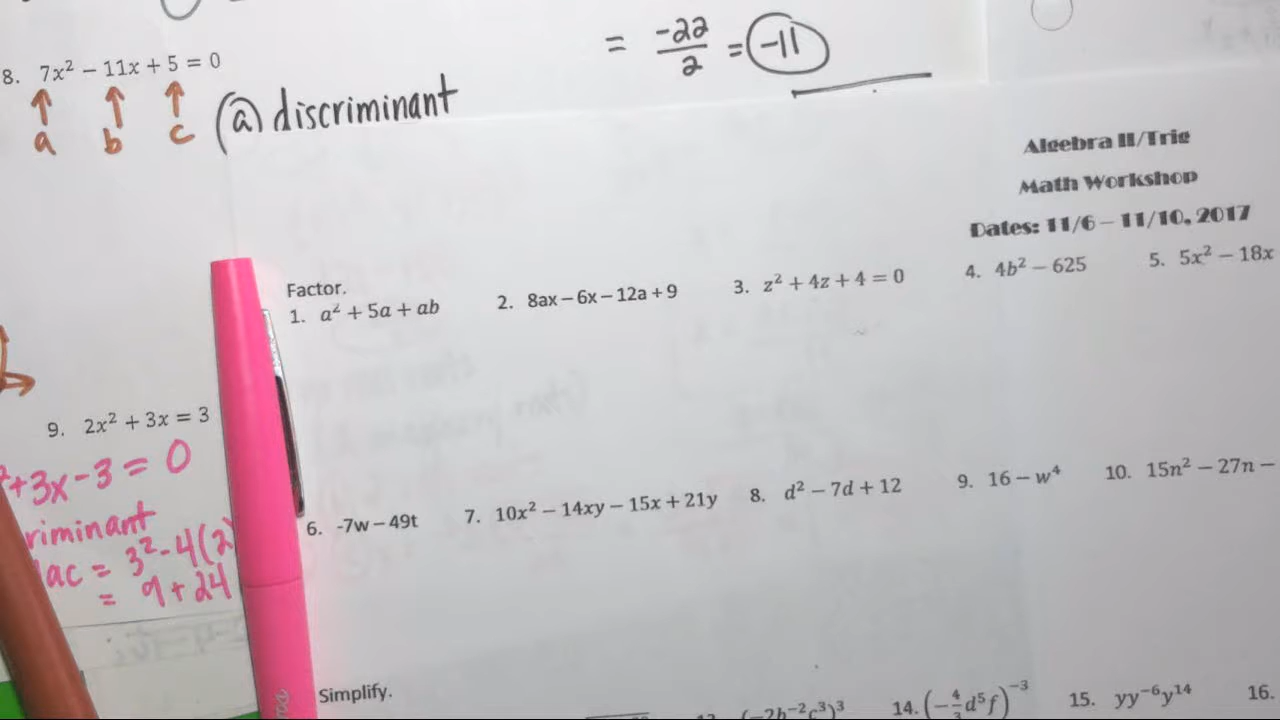 = -22/2 = -11
8. 7x² − 11x + 5 = 0
a b c
(a) discriminant
Algebra II/Trig
Math Workshop
Dates: 11/6 – 11/10, 2017
Factor.
1. a² + 5a + ab
2. 8ax – 6x – 12a + 9
3. z² + 4z + 4 = 0
4. 4b² − 625
5. 5x² − 18x
9. 2x² + 3x = 3
²+3x-3 = 0
riminant
ac = 3²-4(2)
= 9+24
6. -7w – 49t
7. 10x² − 14xy − 15x + 21y
8. d² − 7d + 12
9. 16 − w⁴
10. 15n² − 27n −
Simplify.
(−2b⁻²c³)³
14. (−4/3 d⁵f)⁻³
15. yy⁻⁶y¹⁴
16.